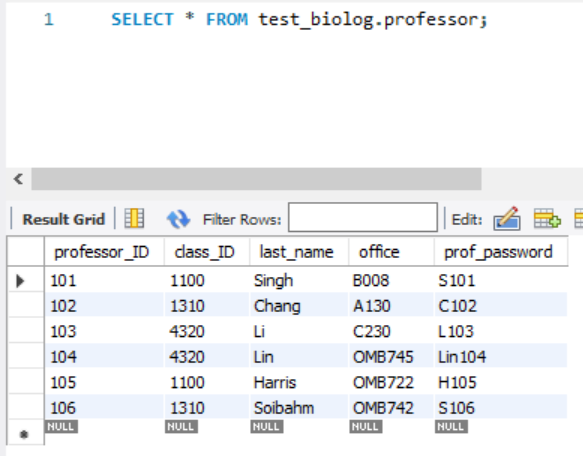 1 SELECT * FROM test_biolog.professor;
Result Grid Filter Rows: Edit:
professor_ID class_ID last_name office prof_password
101 1100 Singh B008 S101
102 1310 Chang A130 C102
103 4320 Li C230 L103
104 4320 Lin OMB745 Lin104
105 1100 Harris OMB722 H105
106 1310 Soibahm OMB742 S106
NULL NULL NULL NULL NULL